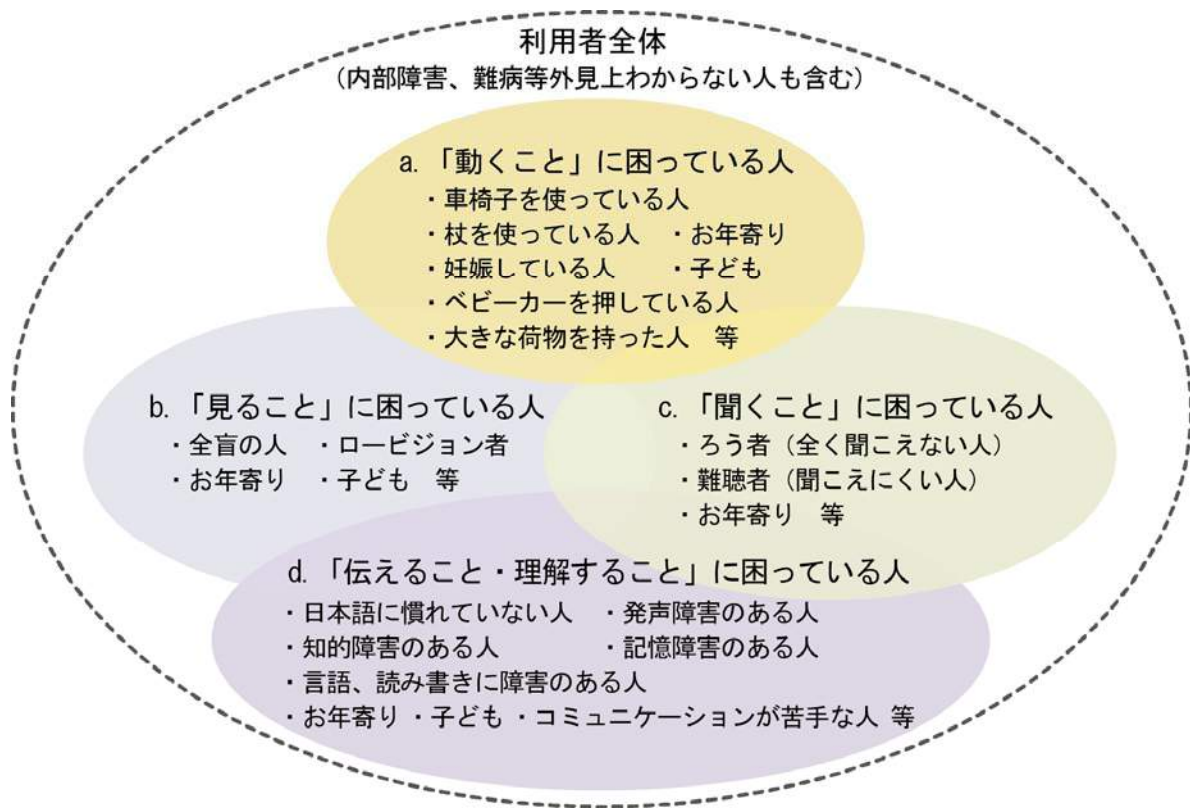 利用者全体
（内部障害、難病等外見上わからない人も含む）
a. 「動くこと」に困っている人
・車椅子を使っている人
・杖を使っている人　・お年寄り
・妊娠している人　・子ども
・ベビーカーを押している人
・大きな荷物を持った人　等
b. 「見ること」に困っている人
・全盲の人　・ロービジョン者
・お年寄り　・子ども　等
c. 「聞くこと」に困っている人
・ろう者（全く聞こえない人）
・難聴者（聞こえにくい人）
・お年寄り　等
d. 「伝えること・理解すること」に困っている人
・日本語に慣れていない人　・発声障害のある人
・知的障害のある人　・記憶障害のある人
・言語、読み書きに障害のある人
・お年寄り ・子ども ・コミュニケーションが苦手な人 等